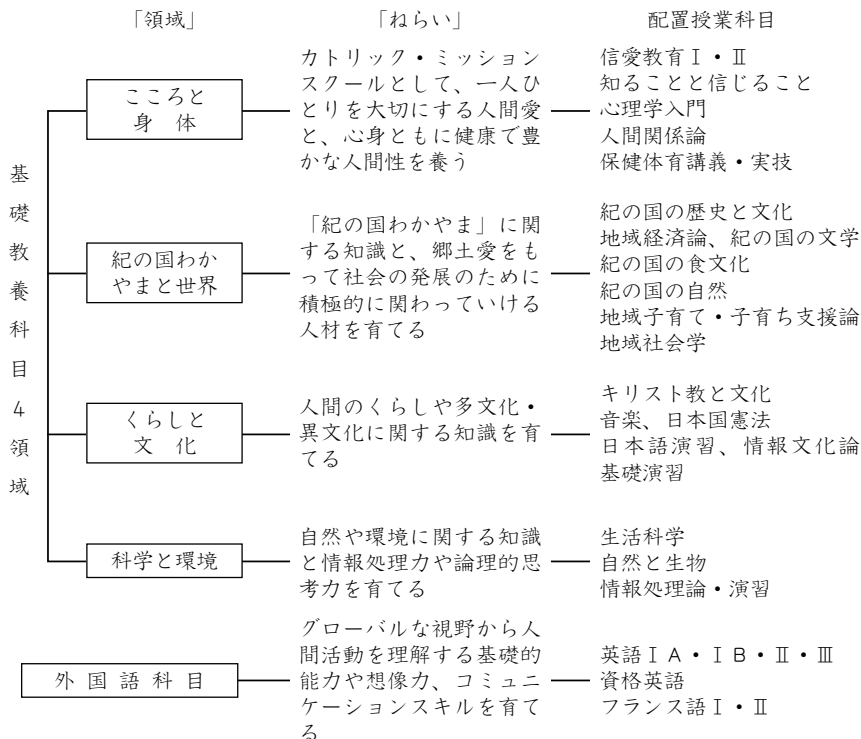 「領域」 「ねらい」 配置授業科目
基礎教養科目4領域
こころと
身 体
カトリック・ミッション
スクールとして、一人ひ
とりを大切にする人間愛
と、心身ともに健康で豊
かな人間性を養う
信愛教育Ⅰ・Ⅱ
知ることと信じること
心理学入門
人間関係論
保健体育講義・実技
紀の国わか
やまと世界
「紀の国わかやま」に関
する知識と、郷土愛をも
って社会の発展のために
積極的に関わっていける
人材を育てる
紀の国の歴史と文化
地域経済論、紀の国の文学
紀の国の食文化
紀の国の自然
地域子育て・子育ち支援論
地域社会学
くらしと
文 化
人間のくらしや多文化・
異文化に関する知識を育
てる
キリスト教と文化
音楽、日本国憲法
日本語演習、情報文化論
基礎演習
科学と環境
自然や環境に関する知識
と情報処理力や論理的思
考力を育てる
生活科学
自然と生物
情報処理論・演習
外国語科目
グローバルな視野から人
間活動を理解する基礎的
能力や想像力、コミュニ
ケーションスキルを育て
る
英語ⅠA・ⅠB・Ⅱ・Ⅲ
資格英語
フランス語Ⅰ・Ⅱ